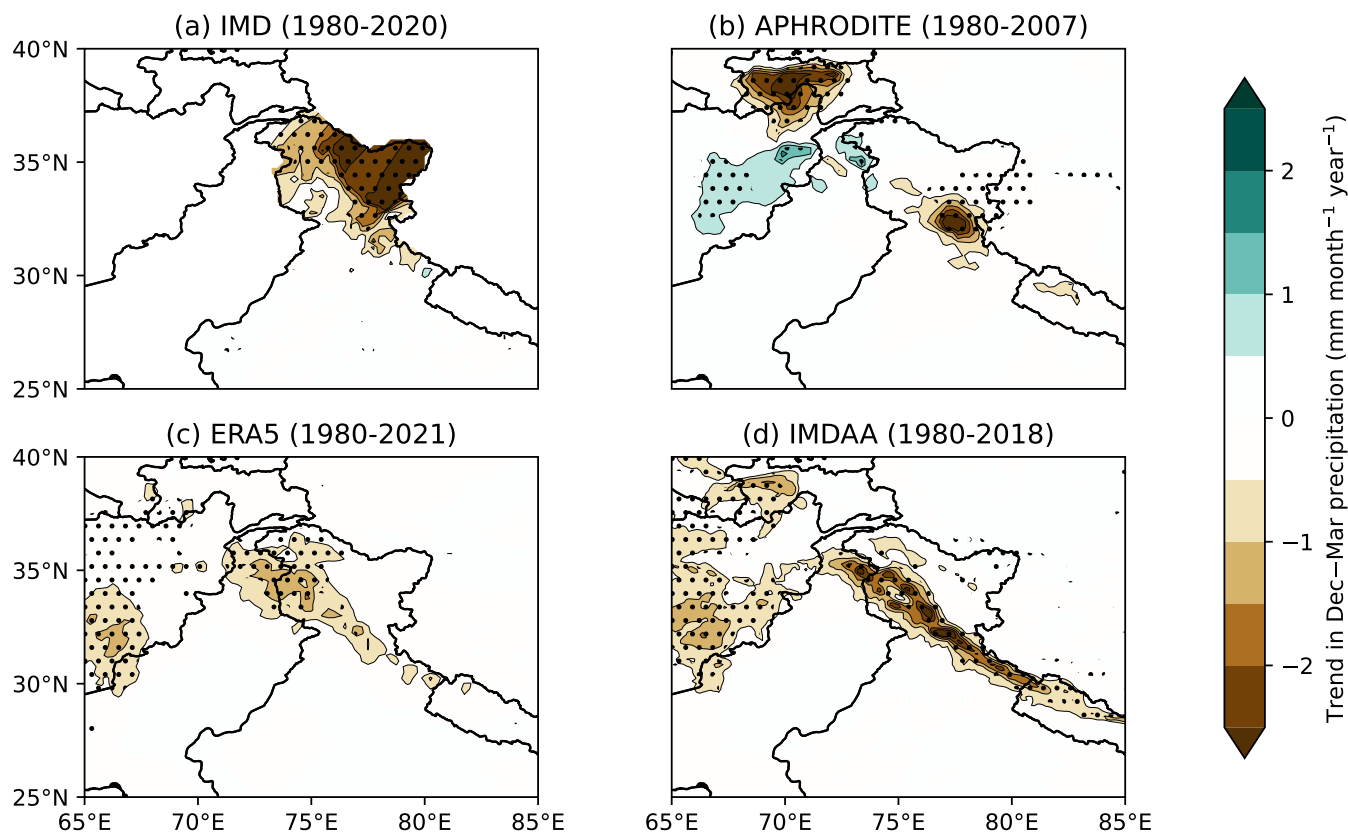 (a) IMD (1980-2020)
(b) APHRODITE (1980-2007)
40°N
35°N
30°N
25°N
(c) ERA5 (1980-2021)
(d) IMDAA (1980-2018)
40°N
35°N
30°N
25°N
65°E 70°E 75°E 80°E 85°E
65°E 70°E 75°E 80°E 85°E
2
1
0
−1
−2
Trend in Dec−Mar precipitation (mm month⁻¹ year⁻¹)